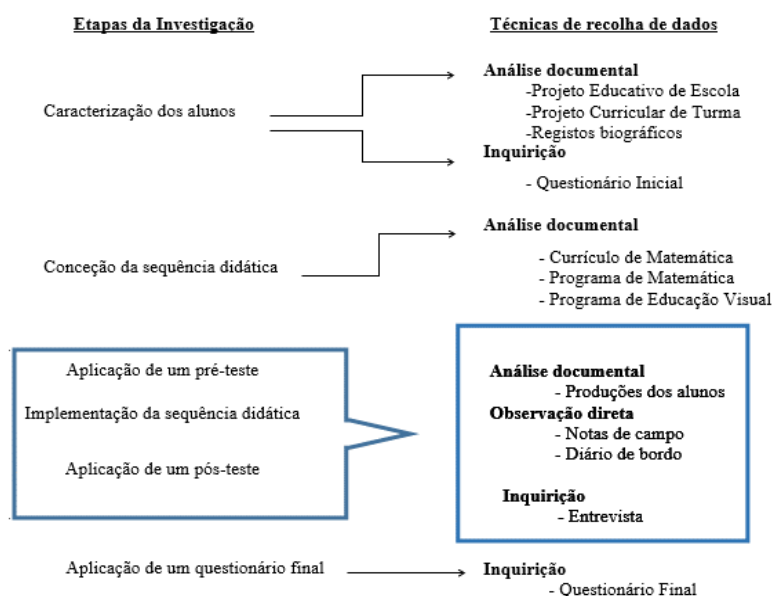 Etapas da Investigação
Técnicas de recolha de dados
Caracterização dos alunos
Análise documental
-Projeto Educativo de Escola
-Projeto Curricular de Turma
-Registos biográficos
Inquirição
- Questionário Inicial
Conceção da sequência didática
Análise documental
- Currículo de Matemática
- Programa de Matemática
- Programa de Educação Visual
Aplicação de um pré-teste
Implementação da sequência didática
Aplicação de um pós-teste
Análise documental
- Produções dos alunos
Observação direta
- Notas de campo
- Diário de bordo
Inquirição
- Entrevista
Aplicação de um questionário final
Inquirição
- Questionário Final